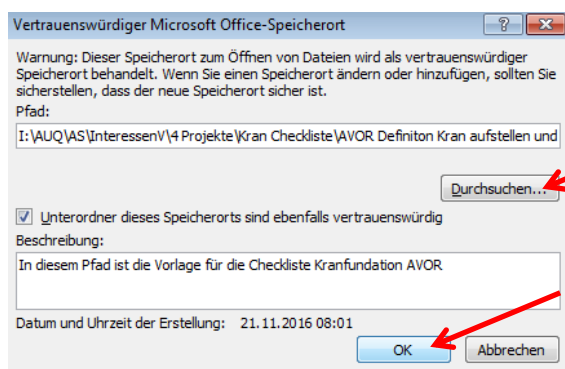 Vertrauenswürdiger Microsoft Office-Speicherort
Warnung: Dieser Speicherort zum Öffnen von Dateien wird als vertrauenswürdiger
Speicherort behandelt. Wenn Sie einen Speicherort ändern oder hinzufügen, sollten Sie
sicherstellen, dass der neue Speicherort sicher ist.
Pfad:
I:\AUQ\AS\InteressenV\4 Projekte\Kran Checkliste\AVOR Definiton Kran aufstellen und
Durchsuchen...
Unterordner dieses Speicherorts sind ebenfalls vertrauenswürdig
Beschreibung:
In diesem Pfad ist die Vorlage für die Checkliste Kranfundation AVOR
Datum und Uhrzeit der Erstellung: 21.11.2016 08:01
OK Abbrechen